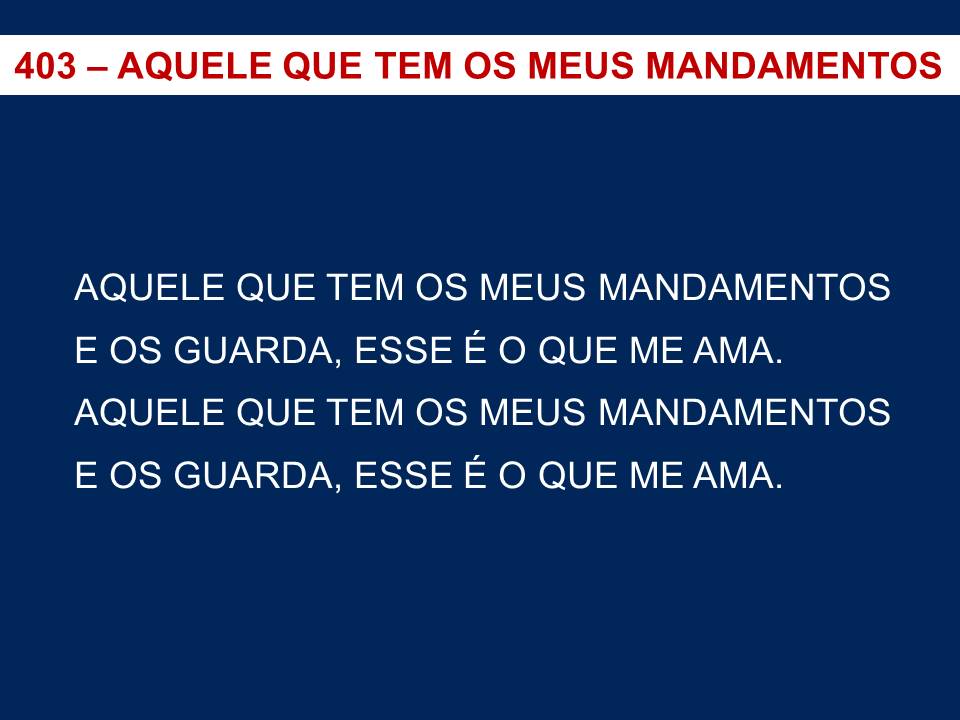 403 – AQUELE QUE TEM OS MEUS MANDAMENTOS
AQUELE QUE TEM OS MEUS MANDAMENTOS
E OS GUARDA, ESSE É O QUE ME AMA.
AQUELE QUE TEM OS MEUS MANDAMENTOS
E OS GUARDA, ESSE É O QUE ME AMA.